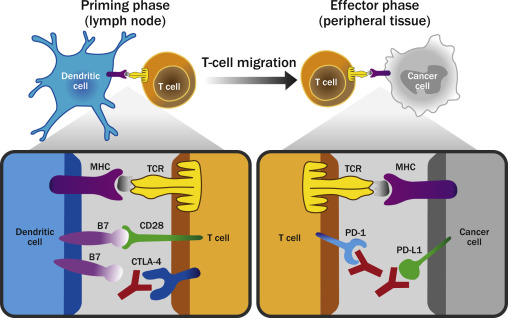 Priming phase
(lymph node)
Effector phase
(peripheral tissue)
T-cell migration
Dendritic
cell
T cell
T cell
Cancer
cell
MHC
TCR
B7
CD28
Dendritic
cell
T cell
B7
CTLA-4
TCR
MHC
PD-1
T cell
PD-L1
Cancer
cell